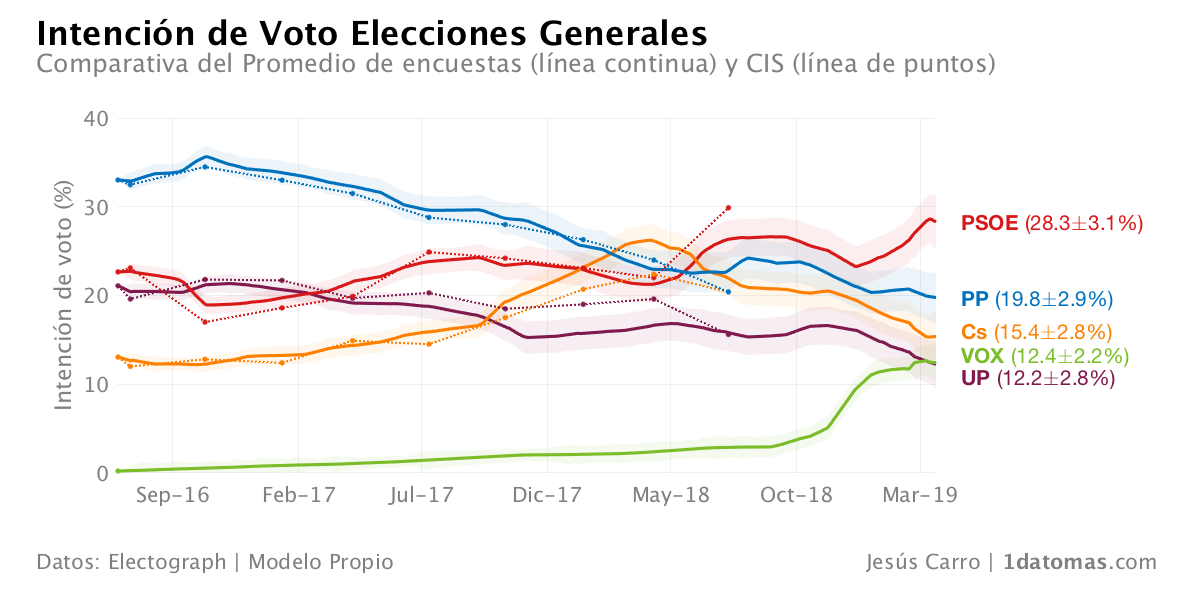 Intención de Voto Elecciones Generales
Comparativa del Promedio de encuestas (línea continua) y CIS (línea de puntos)
Intención de voto (%)
40
30
20
10
0
Sep-16
Feb-17
Jul-17
Dic-17
May-18
Oct-18
Mar-19
PSOE (28.3±3.1%)
PP (19.8±2.9%)
Cs (15.4±2.8%)
VOX (12.4±2.2%)
UP (12.2±2.8%)
Datos: Electograph | Modelo Propio
Jesús Carro | 1datomas.com